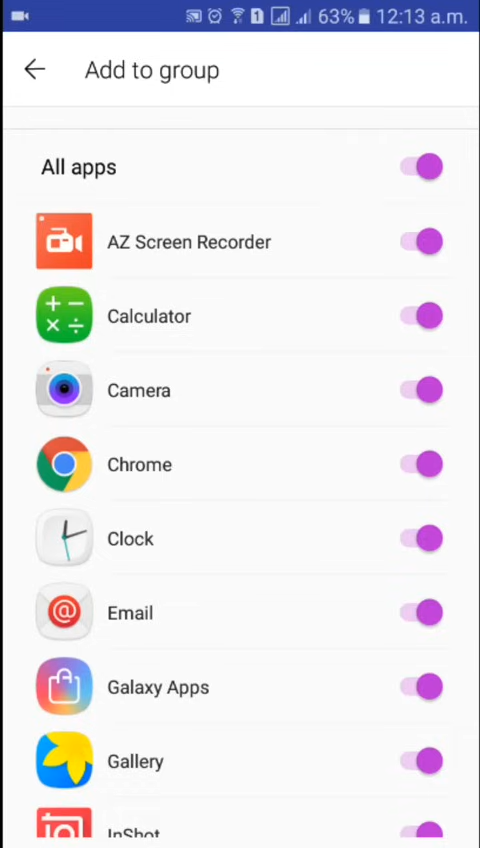 1 63% 12:13 a.m.
Add to group
All apps
AZ Screen Recorder
Calculator
Camera
Chrome
Clock
Email
Galaxy Apps
Gallery
InShot